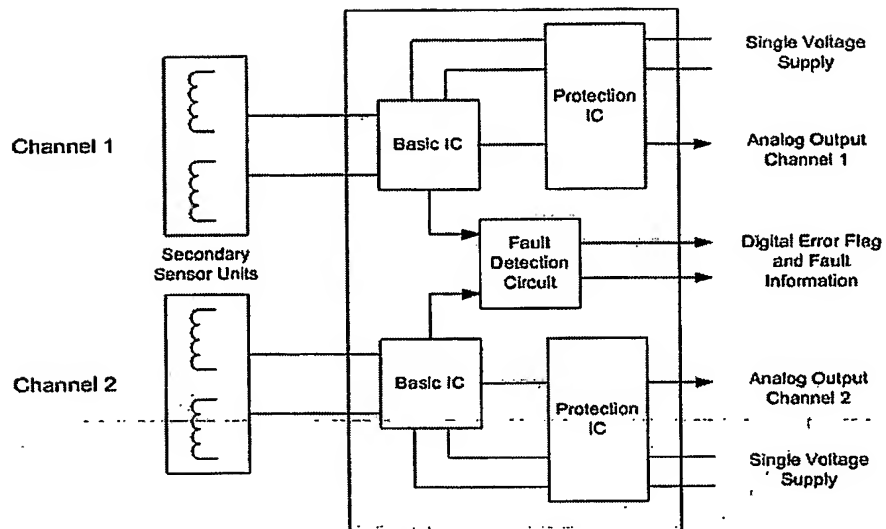 Single Voltage
Supply
Protection
IC
Channel 1
Basic IC
Analog Output
Channel 1
Secondary
Sensor Units
Fault
Detection
Circuit
Digital Error Flag
and Fault
Information
Channel 2
Basic IC
Protection
IC
Analog Output
Channel 2
Single Voltage
Supply